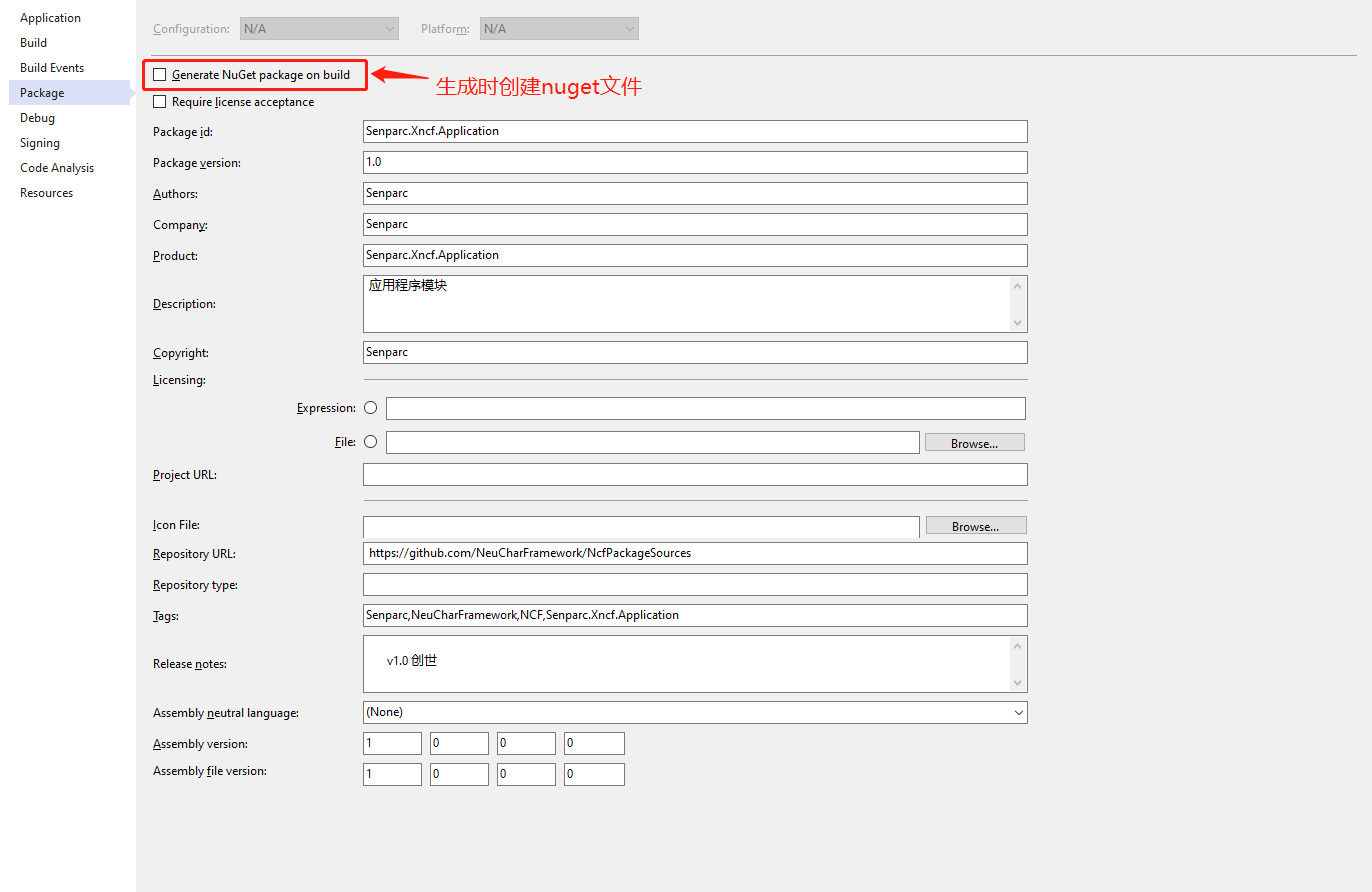 Application
Build
Build Events
Package
Debug
Signing
Code Analysis
Resources
Configuration: N/A Platform: N/A
Generate NuGet package on build
生成时创建nuget文件
Require license acceptance
Package id: Senparc.Xncf.Application
Package version: 1.0
Authors: Senparc
Company: Senparc
Product: Senparc.Xncf.Application
Description: 应用程序模块
Copyright: Senparc
Licensing:
Expression:
File: Browse...
Project URL:
Icon File: Browse...
Repository URL: https://github.com/NeuCharFramework/NcfPackageSources
Repository type:
Tags: Senparc,NeuCharFramework,NCF,Senparc.Xncf.Application
Release notes: v1.0 创世
Assembly neutral language: (None)
Assembly version: 1 0 0 0
Assembly file version: 1 0 0 0